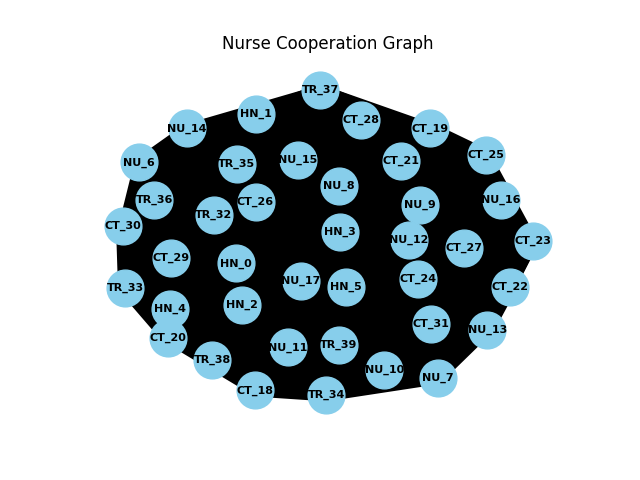 Nurse Cooperation Graph
TR_37
HN_1
CT_28
NU_14
CT_19
CT_25
NU_6
TR_35
NU_15
CT_21
NU_8
TR_36
CT_26
NU_16
NU_9
TR_32
CT_30
HN_3
NU_12
CT_23
CT_27
CT_29
HN_0
CT_24
NU_17
HN_5
CT_22
TR_33
HN_2
HN_4
CT_31
NU_13
CT_20
NU_11
TR_39
TR_38
NU_10
NU_7
CT_18
TR_34